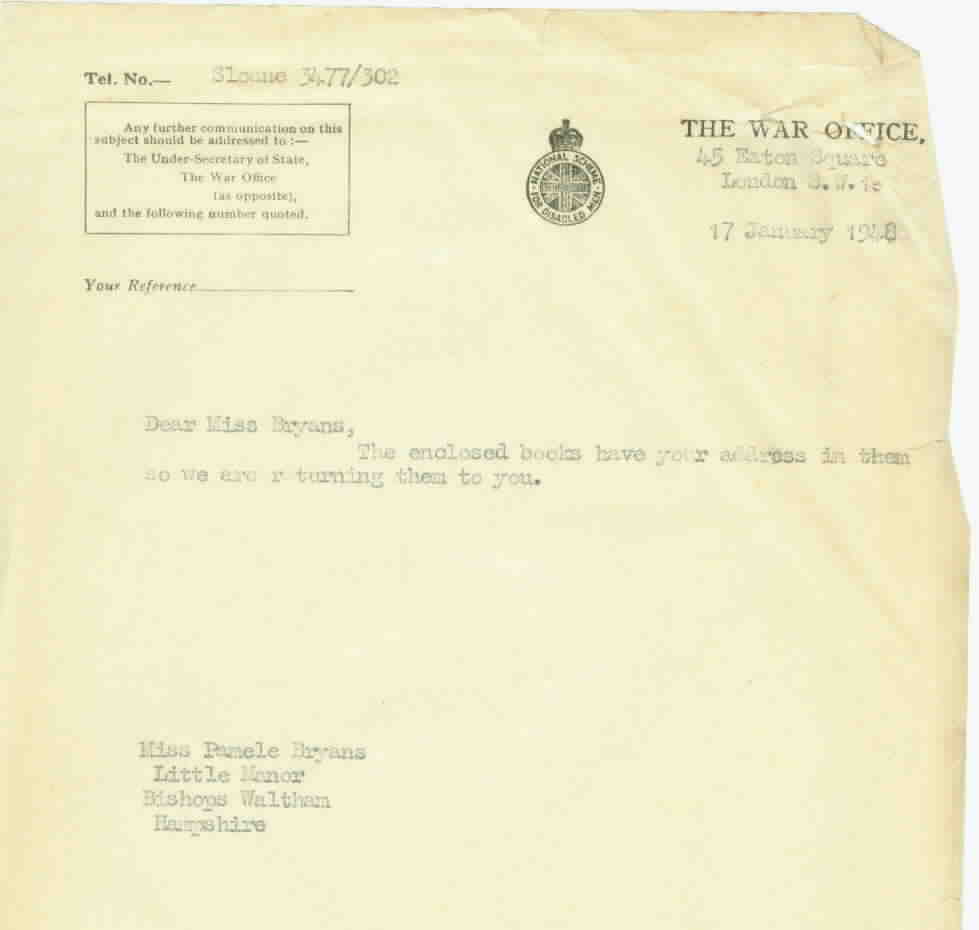 Tel. No.— Sloane 3477/302
Any further communication on this
subject should be addressed to :—
The Under-Secretary of State,
The War Office
(as opposite),
and the following number quoted.
Your Reference
NATIONAL SCHEME
FOR DISABLED MEN
THE WAR OFFICE,
45 Eaton Square
London S.W.1
17 January 1948
Dear Miss Bryans,
The enclosed books have your address in them
so we are r turning them to you.
Miss Pamele Bryans
Little Manor
Bishops Waltham
Hampshire